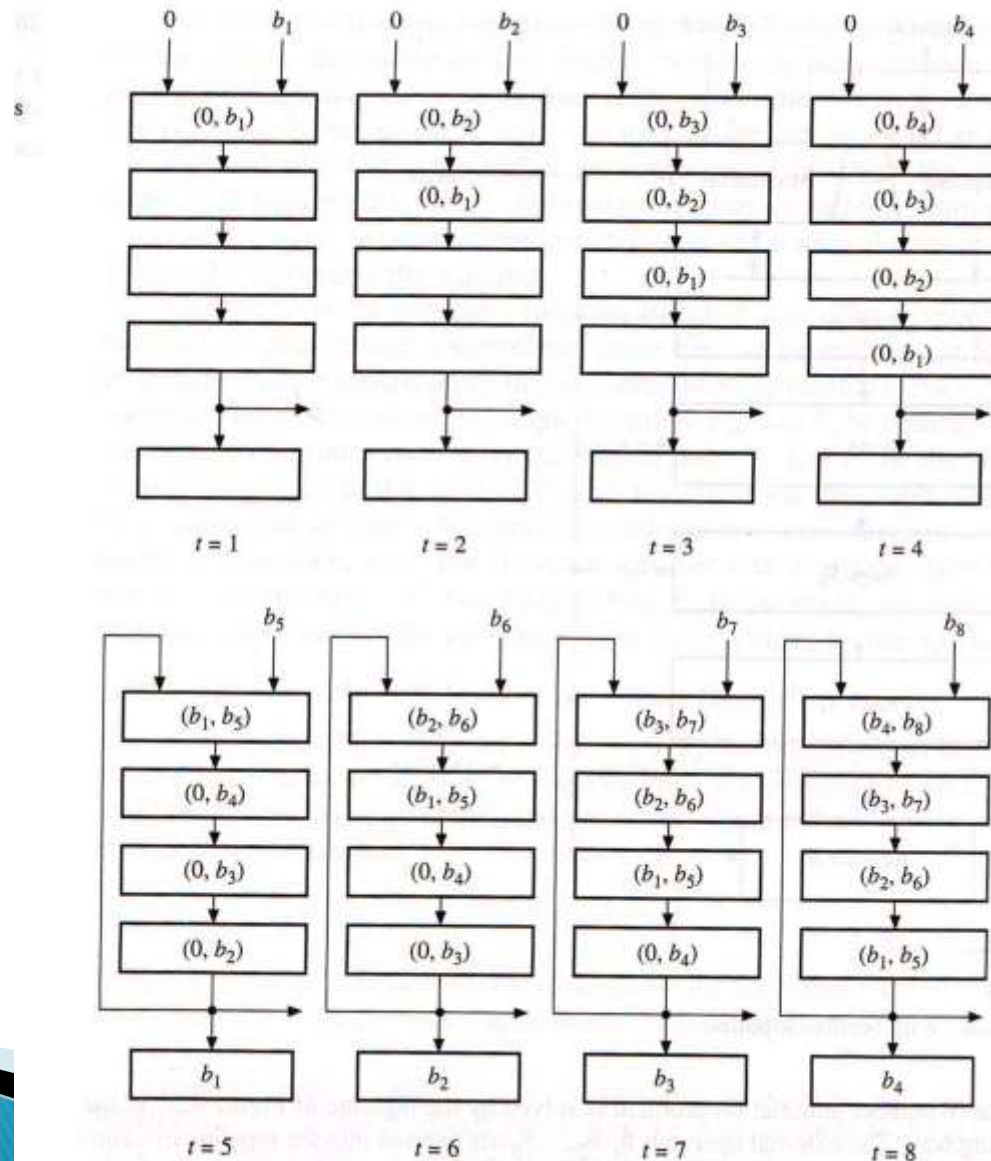 0 b₁ 0 b₂ 0 b₃ 0 b₄
s
(0, b₁) (0, b₂) (0, b₃) (0, b₄)
(0, b₁) (0, b₂) (0, b₃)
(0, b₁) (0, b₂)
(0, b₁)
t = 1 t = 2 t = 3 t = 4
b₅ b₆ b₇ b₈
(b₁, b₅) (b₂, b₆) (b₃, b₇) (b₄, b₈)
(0, b₄) (b₁, b₅) (b₂, b₆) (b₃, b₇)
(0, b₃) (0, b₄) (b₁, b₅) (b₂, b₆)
(0, b₂) (0, b₃) (0, b₄) (b₁, b₅)
b₁ b₂ b₃ b₄
t = 5 t = 6 t = 7 t = 8